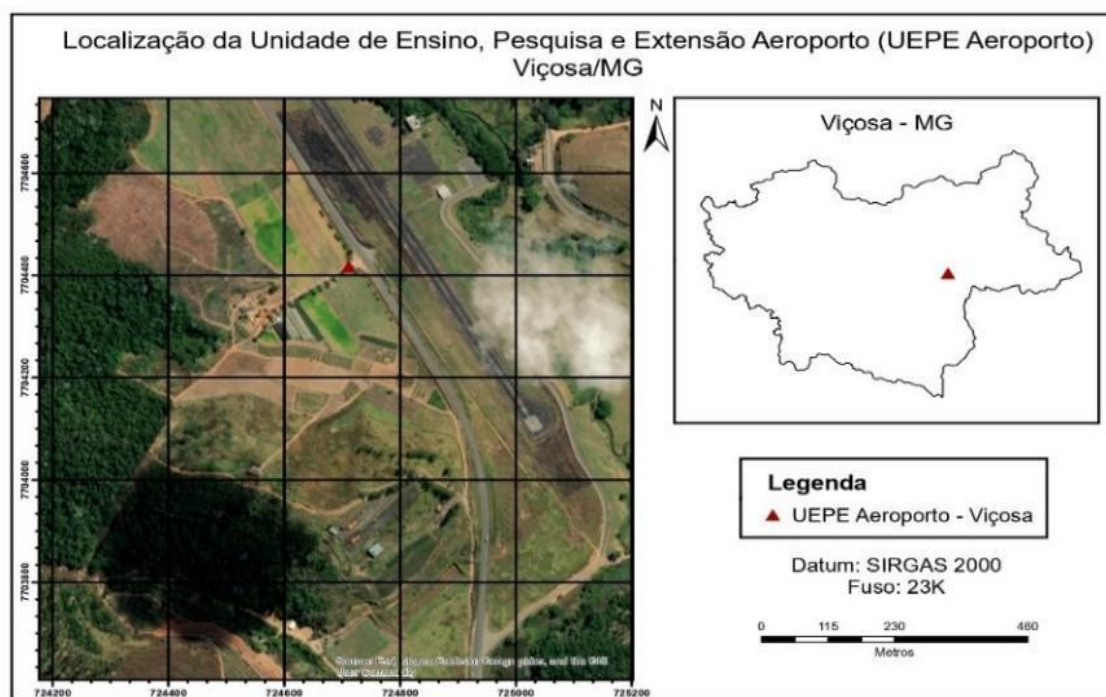 Localização da Unidade de Ensino, Pesquisa e Extensão Aeroporto (UEPE Aeroporto)
Viçosa/MG
N
Viçosa - MG
7704600
7704400
7704200
7704000
7703800
724200 724400 724600 724800 725000 725200
Legenda
UEPE Aeroporto - Viçosa
Datum: SIRGAS 2000
Fuso: 23K
0 115 230 460
Metros